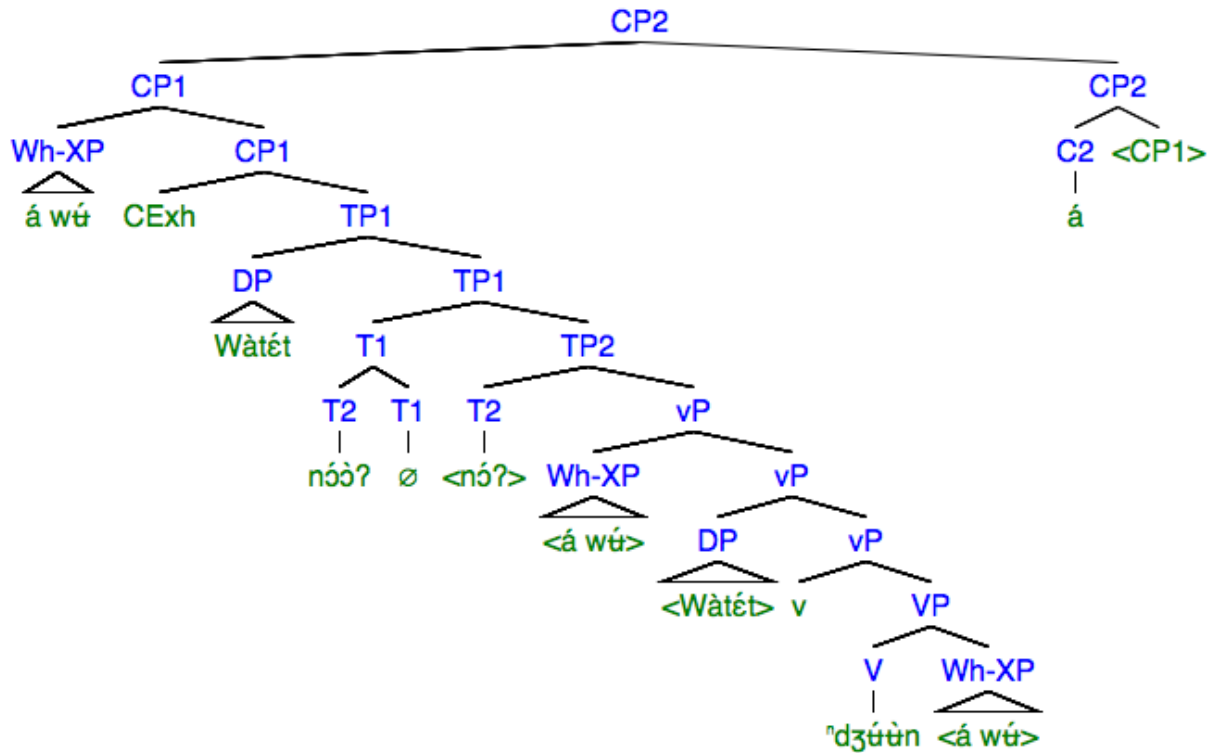 CP2
CP1 CP2
Wh-XP CP1 C2 <CP1>
á wʉ́ CExh TP1 á
DP TP1
Wàtɛ́t T1 TP2
T2 T1 T2 vP
nɔ́ɔ̀? ∅ <nɔ́?> Wh-XP vP
<á wʉ́> DP vP
<Wàtɛ́t> v VP
V Wh-XP
ⁿdʒʉ́ʉ̀n <á wʉ́>